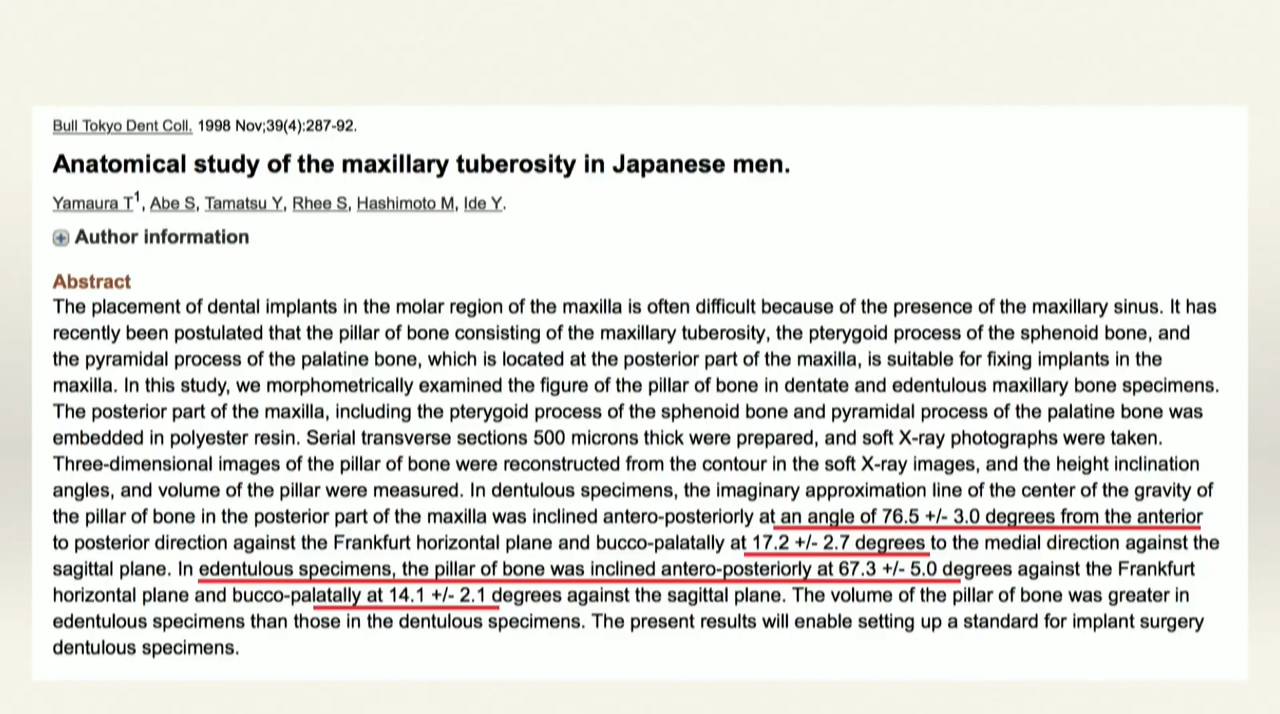 Bull Tokyo Dent Coll. 1998 Nov;39(4):287-92.
Anatomical study of the maxillary tuberosity in Japanese men.
Yamaura T1, Abe S, Tamatsu Y, Rhee S, Hashimoto M, Ide Y.
Author information
Abstract
The placement of dental implants in the molar region of the maxilla is often difficult because of the presence of the maxillary sinus. It has
recently been postulated that the pillar of bone consisting of the maxillary tuberosity, the pterygoid process of the sphenoid bone, and
the pyramidal process of the palatine bone, which is located at the posterior part of the maxilla, is suitable for fixing implants in the
maxilla. In this study, we morphometrically examined the figure of the pillar of bone in dentate and edentulous maxillary bone specimens.
The posterior part of the maxilla, including the pterygoid process of the sphenoid bone and pyramidal process of the palatine bone was
embedded in polyester resin. Serial transverse sections 500 microns thick were prepared, and soft X-ray photographs were taken.
Three-dimensional images of the pillar of bone were reconstructed from the contour in the soft X-ray images, and the height inclination
angles, and volume of the pillar were measured. In dentulous specimens, the imaginary approximation line of the center of the gravity of
the pillar of bone in the posterior part of the maxilla was inclined antero-posteriorly at an angle of 76.5 +/- 3.0 degrees from the anterior
to posterior direction against the Frankfurt horizontal plane and bucco-palatally at 17.2 +/- 2.7 degrees to the medial direction against the
sagittal plane. In edentulous specimens, the pillar of bone was inclined antero-posteriorly at 67.3 +/- 5.0 degrees against the Frankfurt
horizontal plane and bucco-palatally at 14.1 +/- 2.1 degrees against the sagittal plane. The volume of the pillar of bone was greater in
edentulous specimens than those in the dentulous specimens. The present results will enable setting up a standard for implant surgery
dentulous specimens.